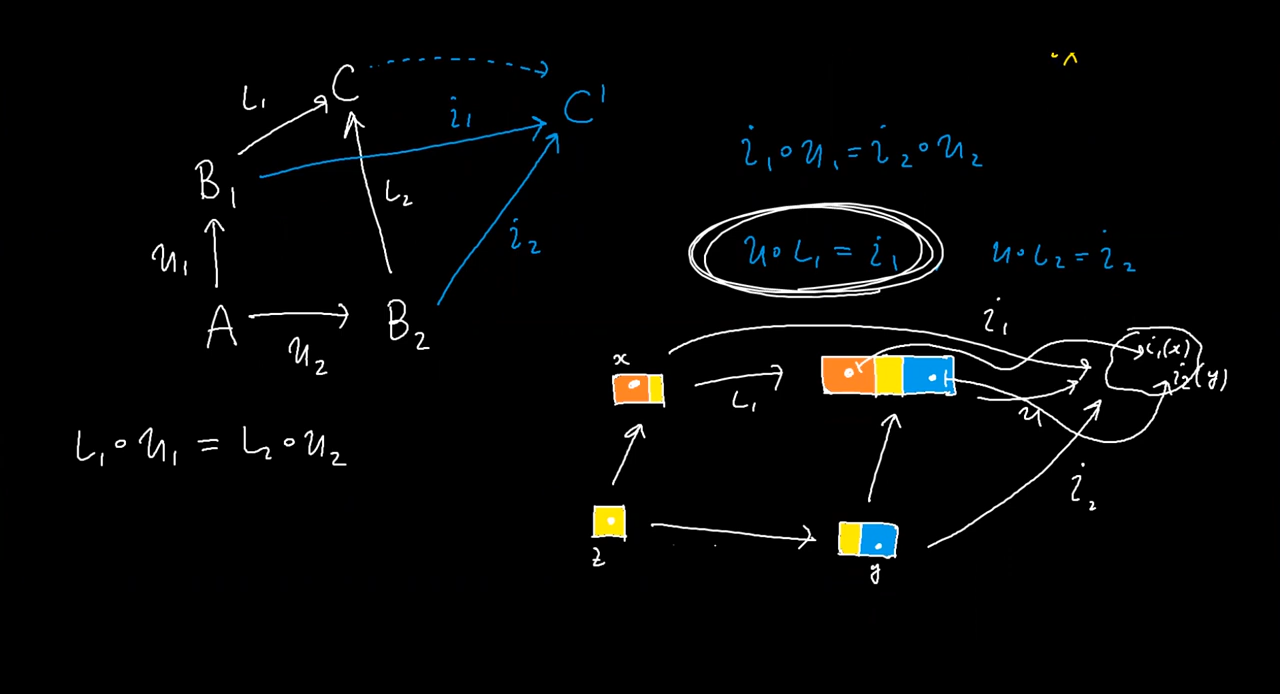 C
C'
L₁
i₁
B₁
L₂
i₂
u₁
A
u₂
B₂
L₁ ∘ u₁ = L₂ ∘ u₂
i₁ ∘ u₁ = i₂ ∘ u₂
u ∘ L₁ = i₁
u ∘ L₂ = i₂
i₁
x
i₁(x)
i₂(y)
L₁
u
i₂
z
y